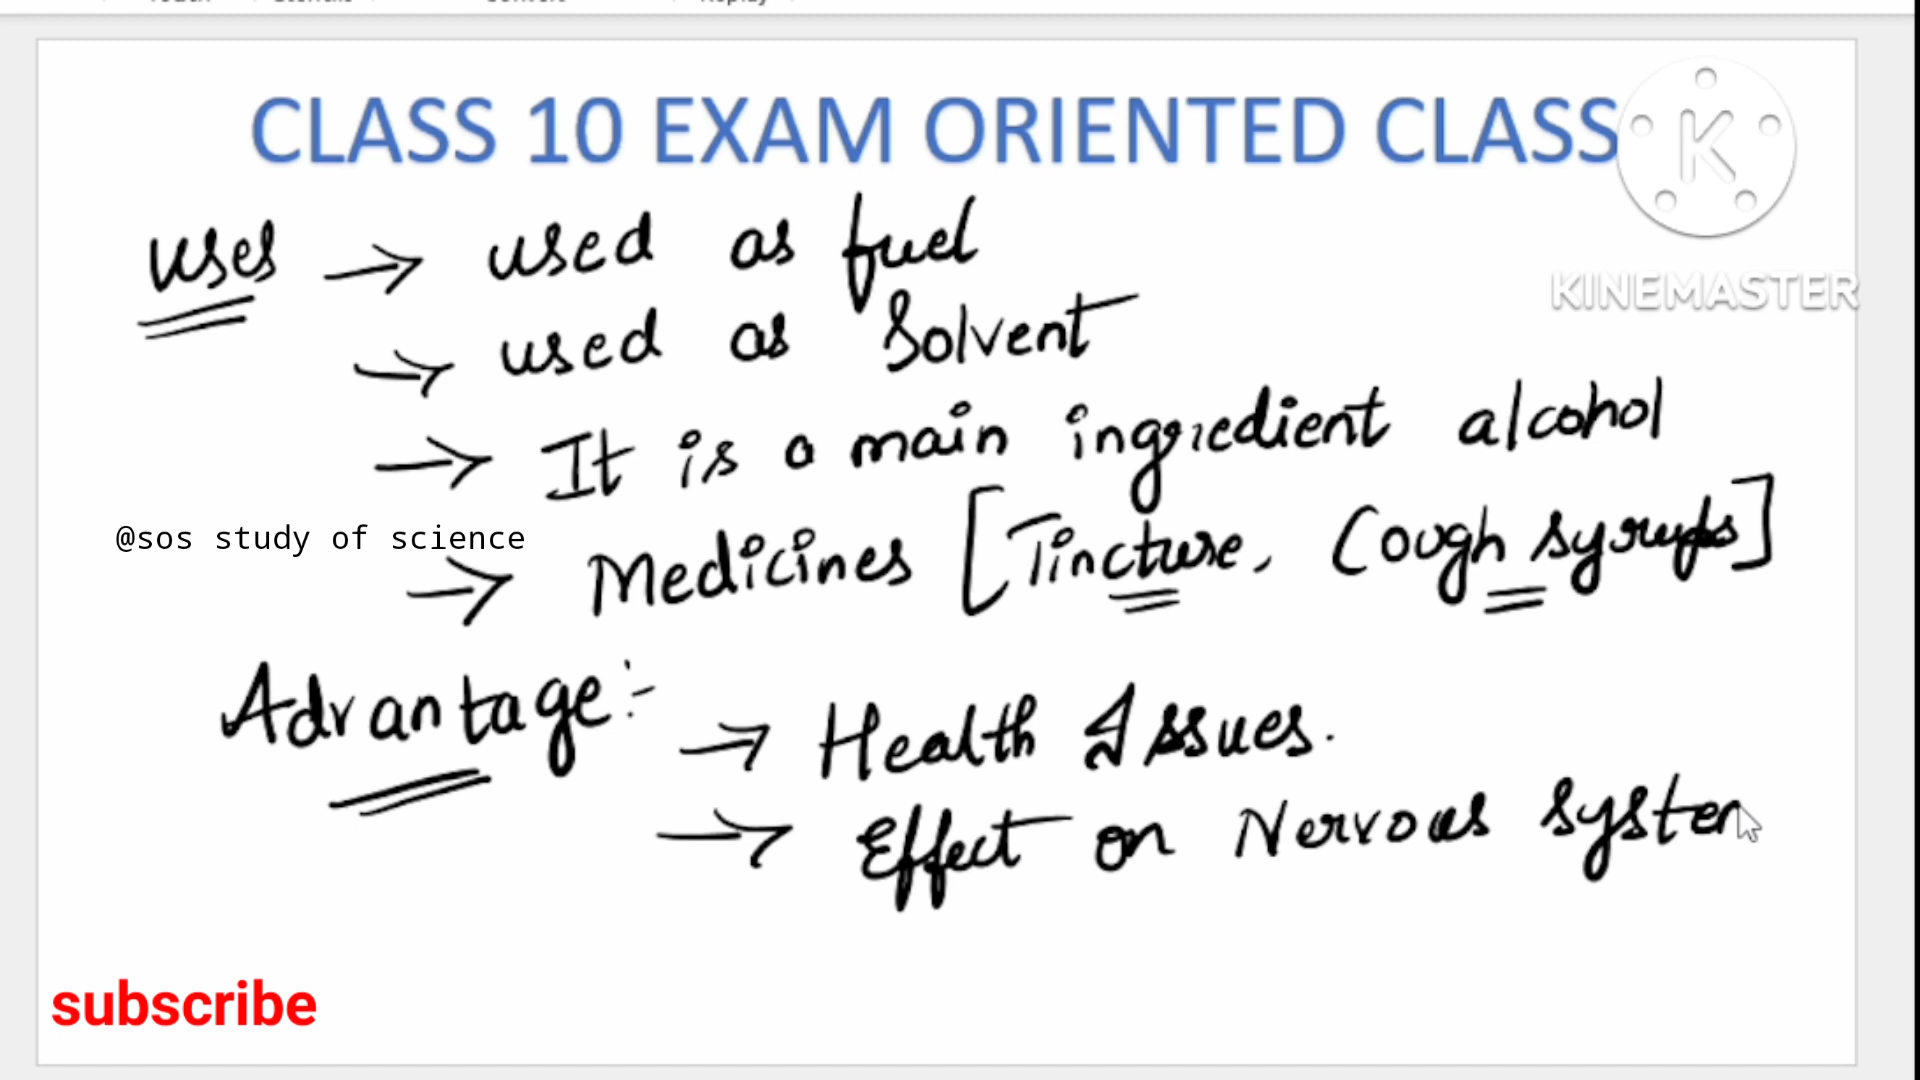 CLASS 10 EXAM ORIENTED CLASS
KINEMASTER
uses → used as fuel
→ used as Solvent
→ It is a main ingredient alcohol
@sos study of science
→ Medicines [Tincture, Cough syrups]
Advantage:-
→ Health Issues.
→ Effect on Nervous system
subscribe